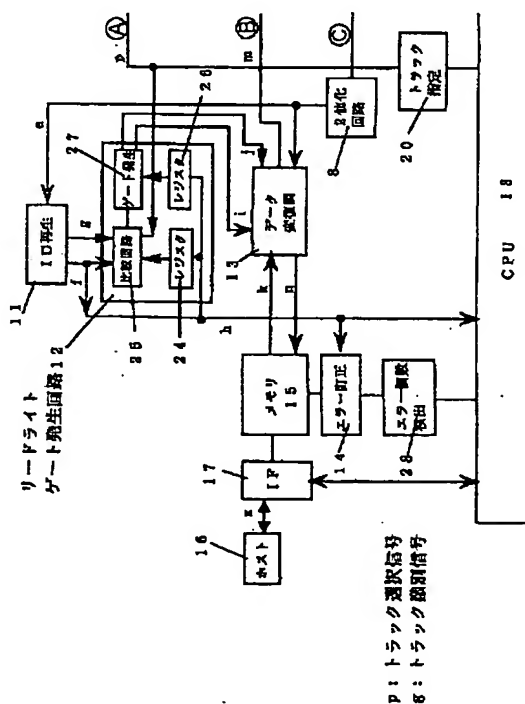 リードライト
ゲート発生回路12
11
ID再生
a
f
g
27
ゲート発生
比較回路
25
レジスタ
24
レジスタ
26
p
Ⓐ
m
Ⓑ
Ⓒ
j
i
2値化
回路
8
トラック
指定
20
データ
変復調
13
k
n
h
メモリ
15
エラー訂正
14
エラー個数
検出
28
17
IF
16
ホスト
CPU 18
p：トラック選択信号
g：トラック識別信号